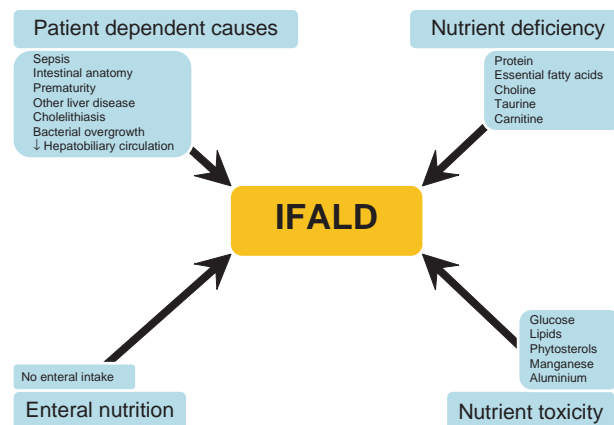 Patient dependent causes
Sepsis
Intestinal anatomy
Prematurity
Other liver disease
Cholelithiasis
Bacterial overgrowth
↓ Hepatobiliary circulation
Nutrient deficiency
Protein
Essential fatty acids
Choline
Taurine
Carnitine
IFALD
No enteral intake
Enteral nutrition
Glucose
Lipids
Phytosterols
Manganese
Aluminium
Nutrient toxicity